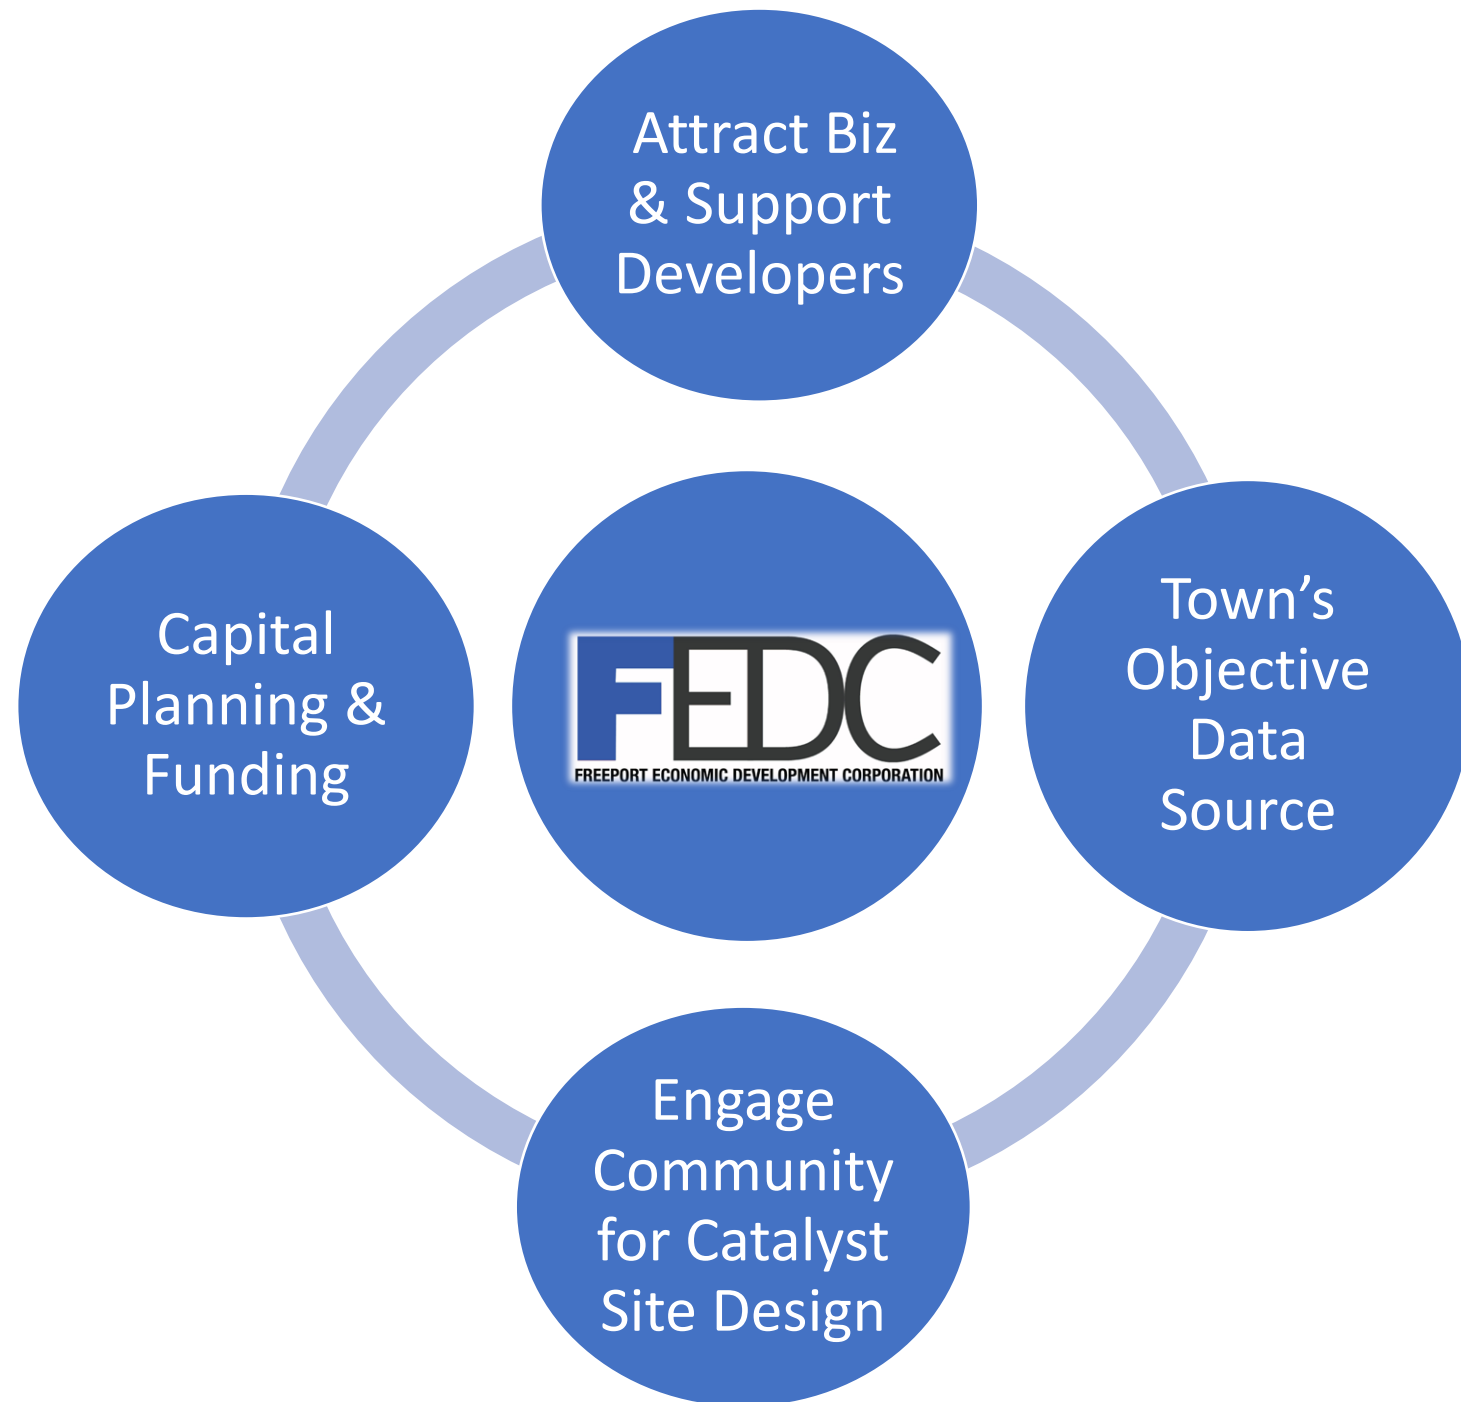 Attract Biz
& Support
Developers
Capital
Planning &
Funding
FEDC
FREEPORT ECONOMIC DEVELOPMENT CORPORATION
Town’s
Objective
Data
Source
Engage
Community
for Catalyst
Site Design